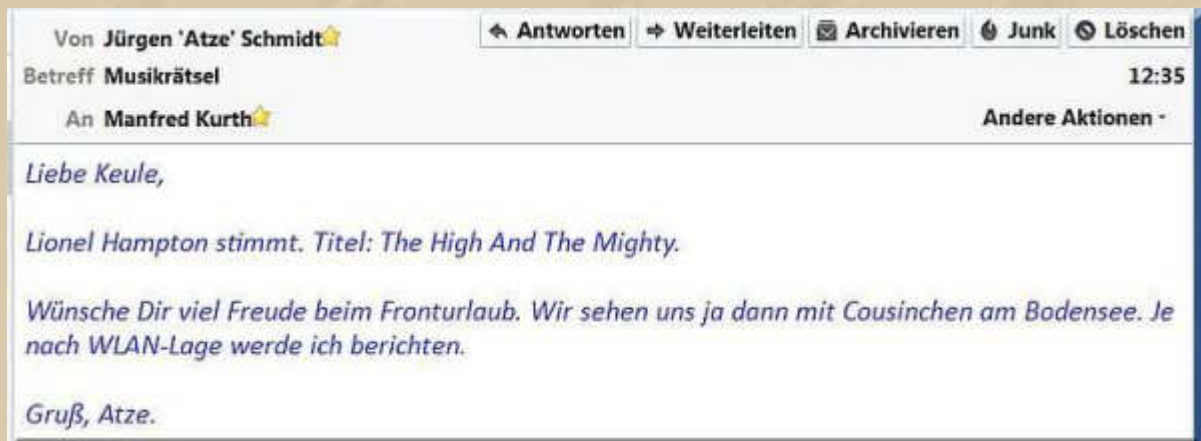 Von Jürgen 'Atze' Schmidt Antworten Weiterleiten Archivieren Junk Löschen
Betreff Musikrätsel 12:35
An Manfred Kurth Andere Aktionen -
Liebe Keule,
Lionel Hampton stimmt. Titel: The High And The Mighty.
Wünsche Dir viel Freude beim Fronturlaub. Wir sehen uns ja dann mit Cousinchen am Bodensee. Je
nach WLAN-Lage werde ich berichten.
Gruß, Atze.